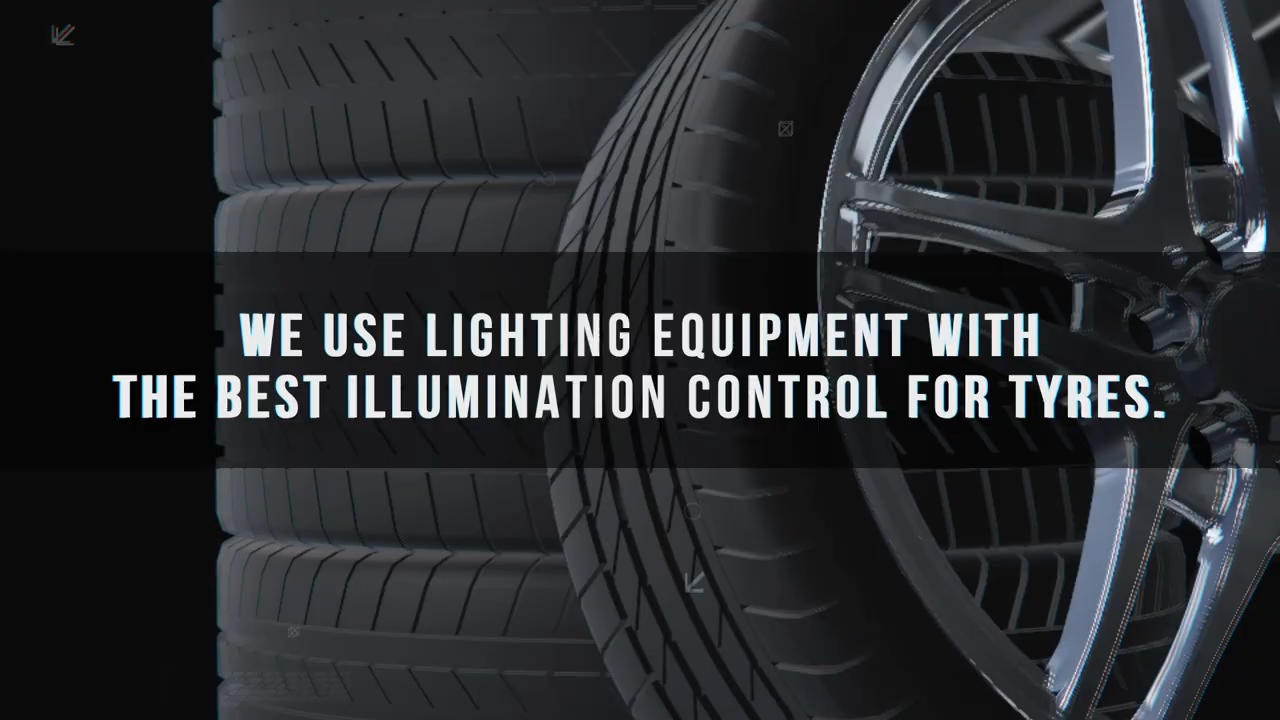 WE USE LIGHTING EQUIPMENT WITH
THE BEST ILLUMINATION CONTROL FOR TYRES.